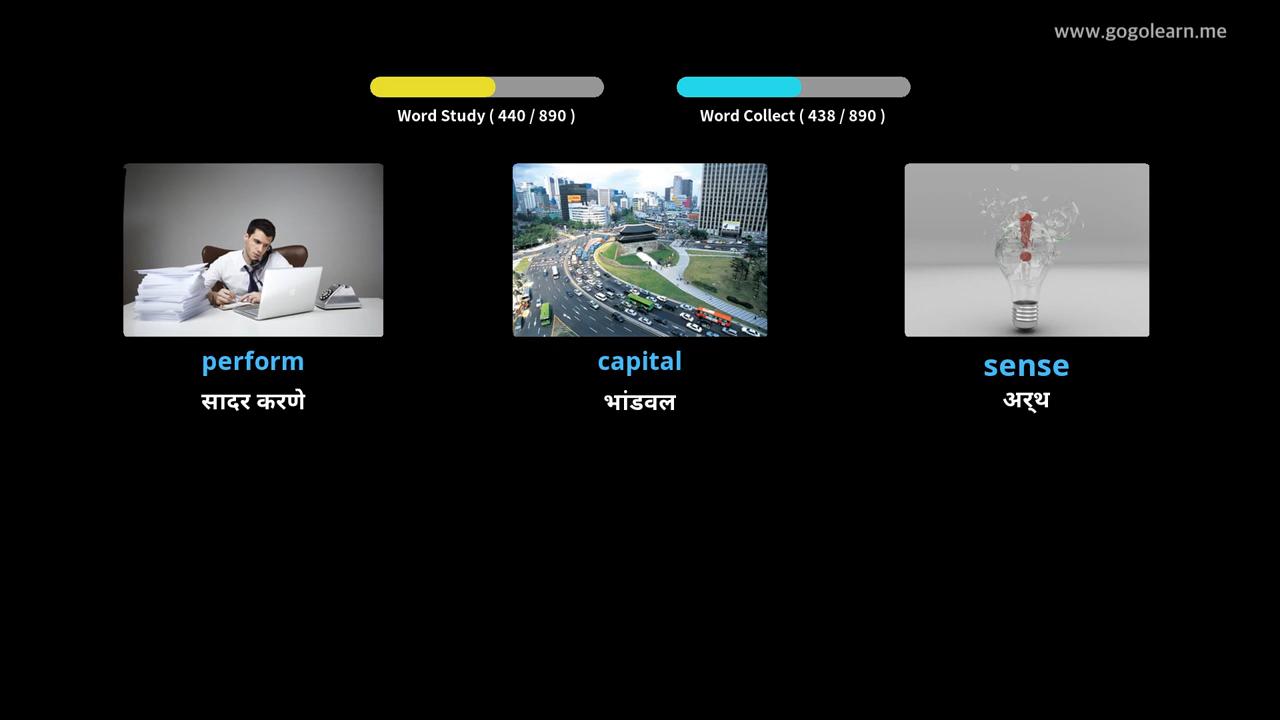 www.gogolearn.me
Word Study ( 440 / 890 )
Word Collect ( 438 / 890 )
perform
capital
sense
सादर करणे
भांडवल
अर्‌थ